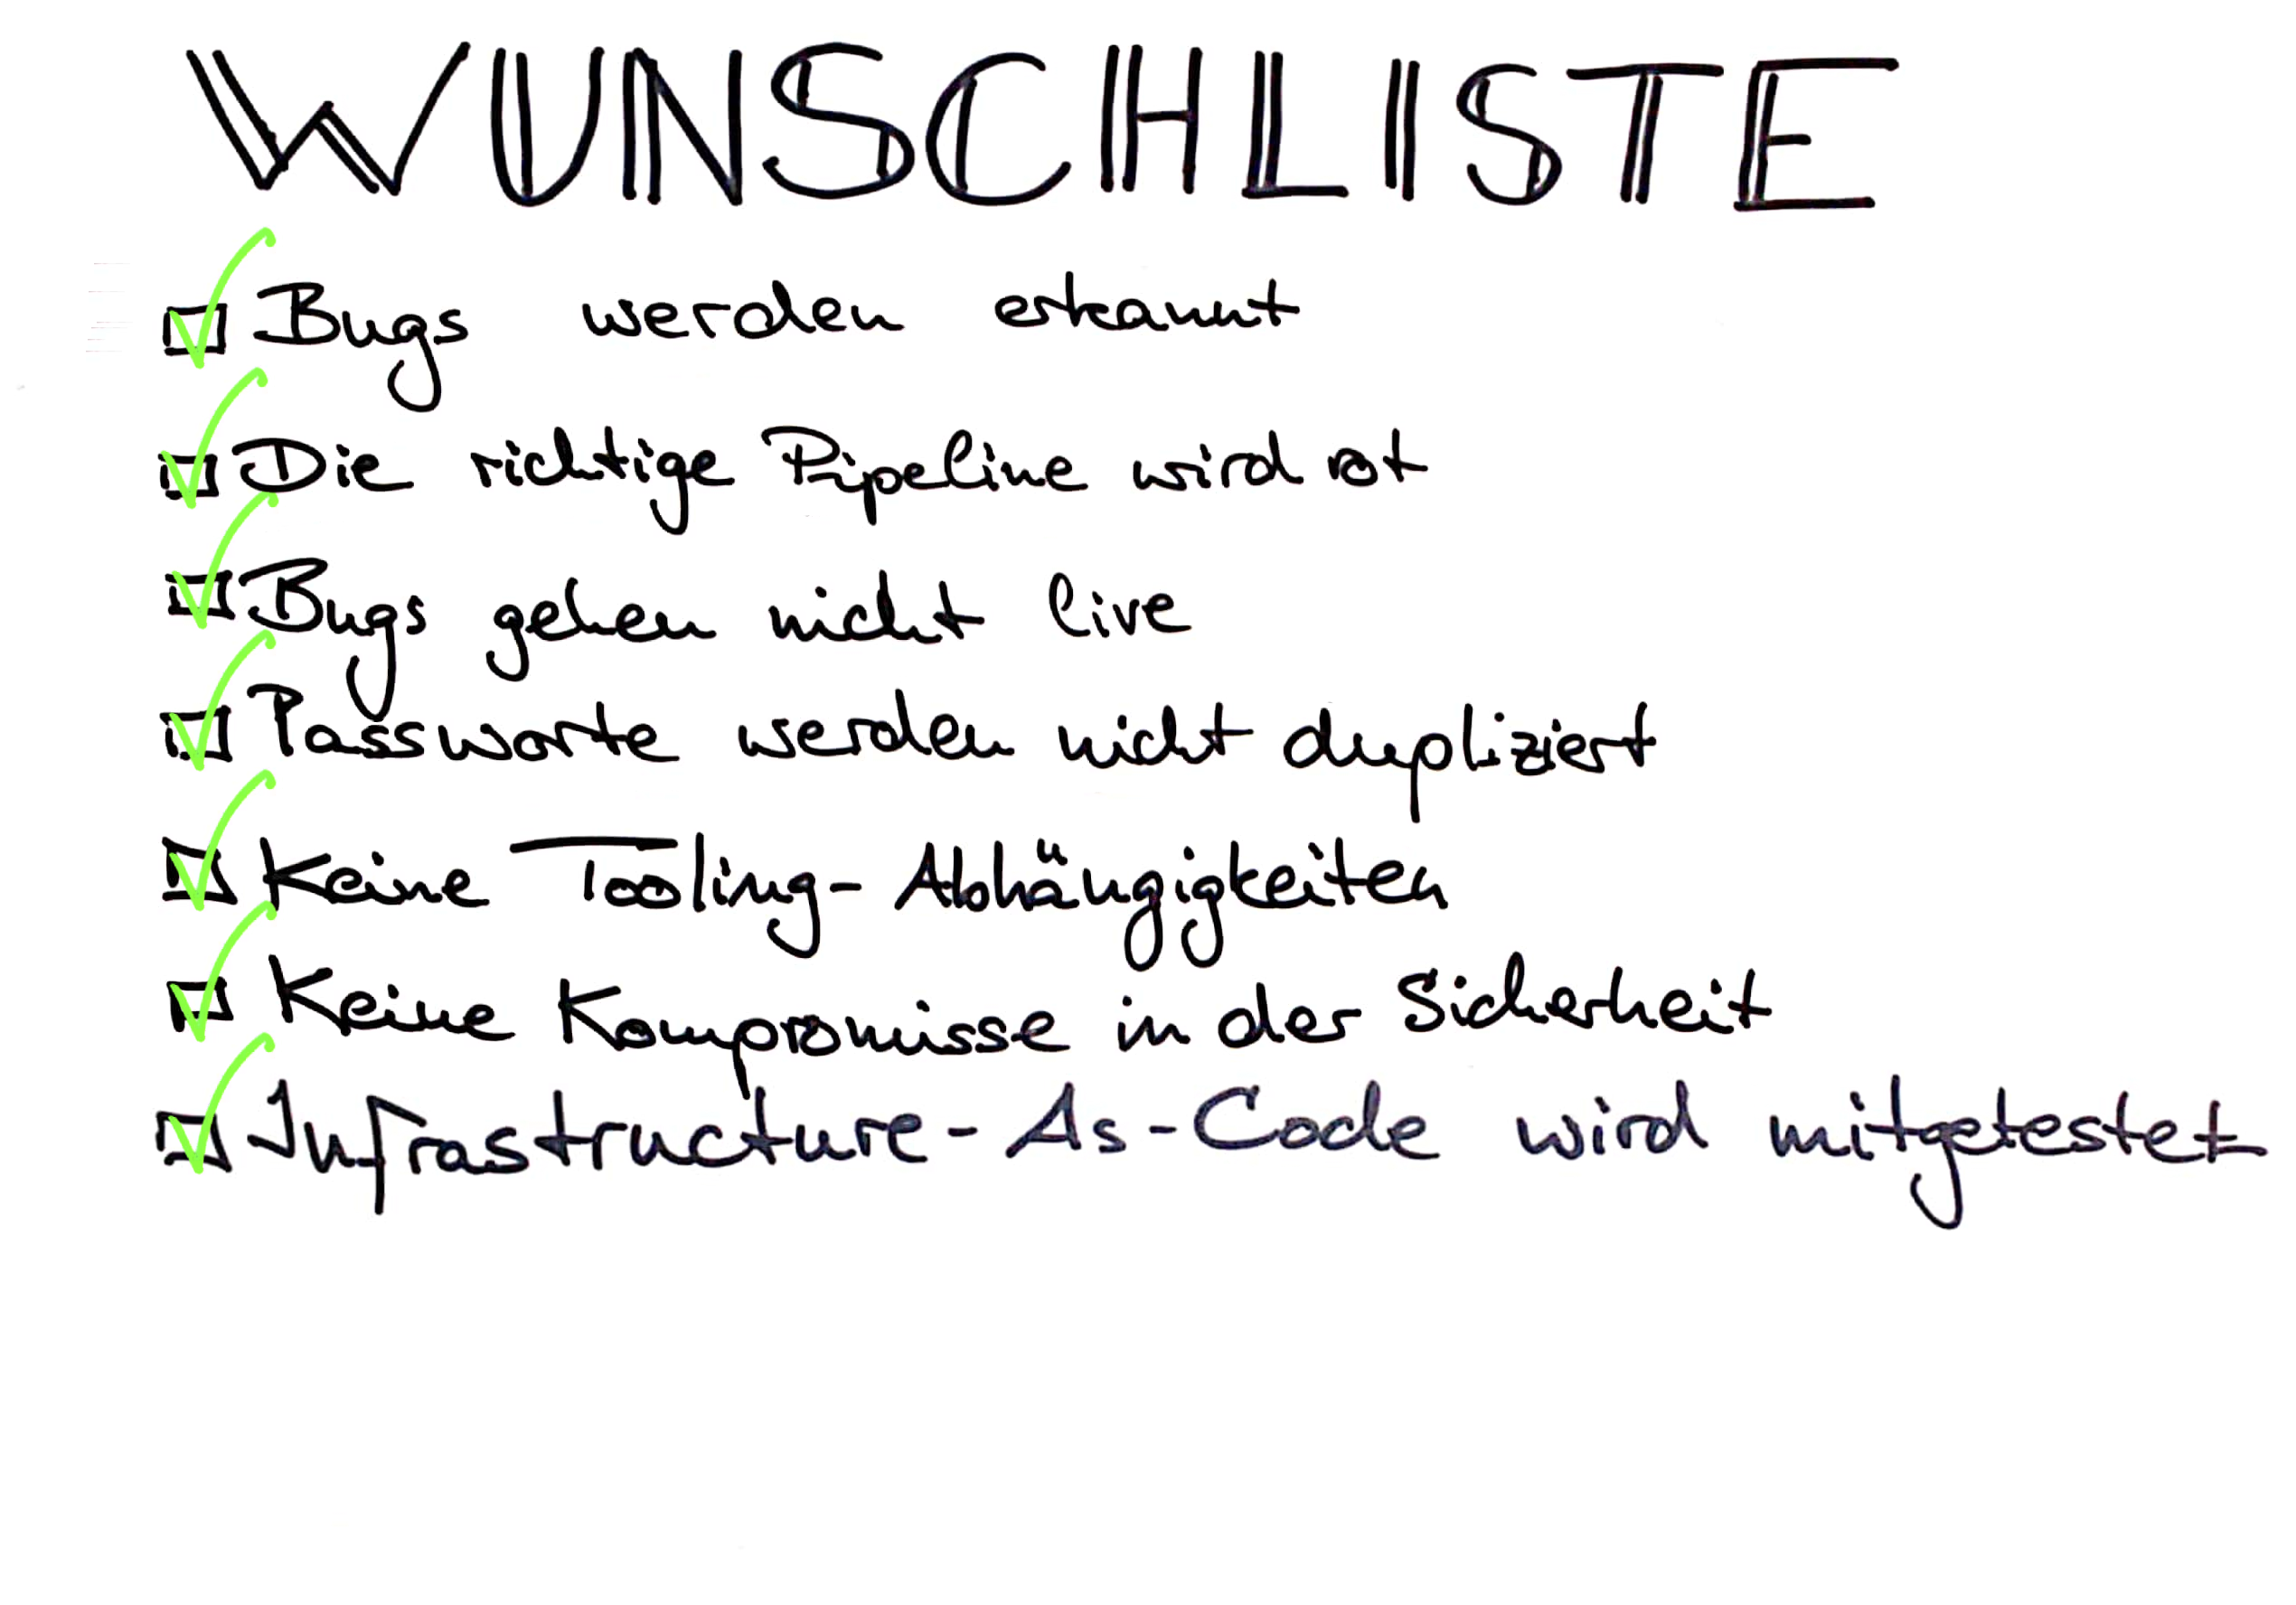 WUNSCHLISTE
Bugs werden erkannt
Die richtige Pipeline wird rot
Bugs gehen nicht live
Passworte werden nicht dupliziert
Keine Tooling-Abhängigkeiten
Keine Kompromisse in der Sicherheit
Infrastructure-As-Code wird mitgetestet